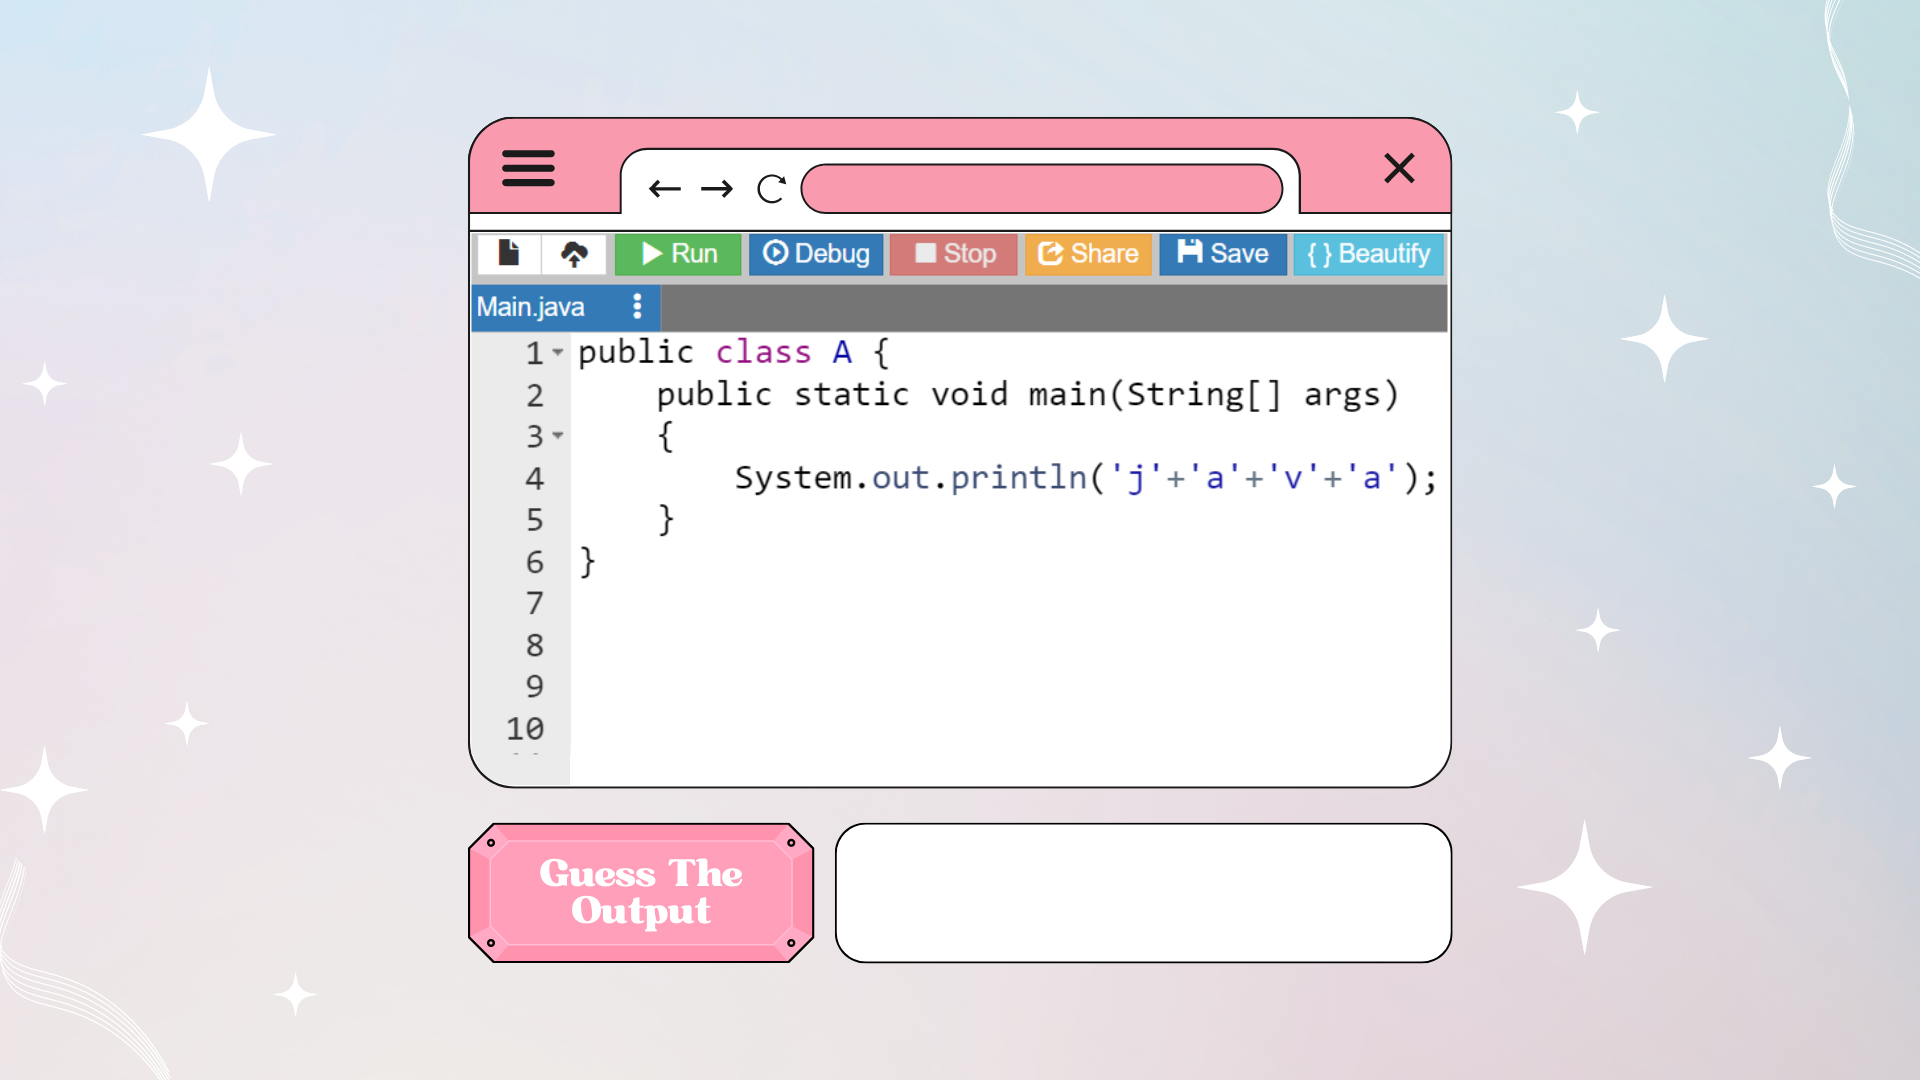 Run Debug Stop Share Save { } Beautify
Main.java
1 public class A {
2 public static void main(String[] args)
3 {
4 System.out.println('j'+'a'+'v'+'a');
5 }
6 }
7
8
9
10
Guess The
Output